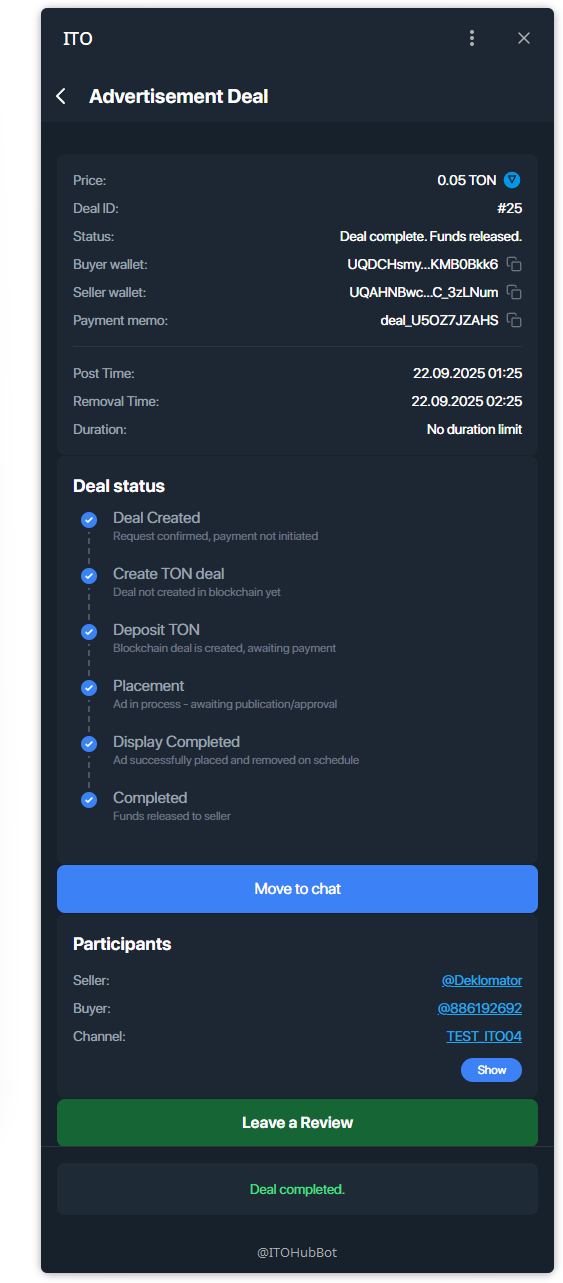 ITO
Advertisement Deal
Price: 0.05 TON
Deal ID: #25
Status: Deal complete. Funds released.
Buyer wallet: UQDCHsmy...KMB0Bkk6
Seller wallet: UQAHNBwc...C_3zLNum
Payment memo: deal_U5OZ7JZAHS
Post Time: 22.09.2025 01:25
Removal Time: 22.09.2025 02:25
Duration: No duration limit
Deal status
Deal Created
Request confirmed, payment not initiated
Create TON deal
Deal not created in blockchain yet
Deposit TON
Blockchain deal is created, awaiting payment
Placement
Ad in process - awaiting publication/approval
Display Completed
Ad successfully placed and removed on schedule
Completed
Funds released to seller
Move to chat
Participants
Seller: @Deklomator
Buyer: @886192692
Channel: TEST_ITO04
Show
Leave a Review
Deal completed.
@ITOHubBot